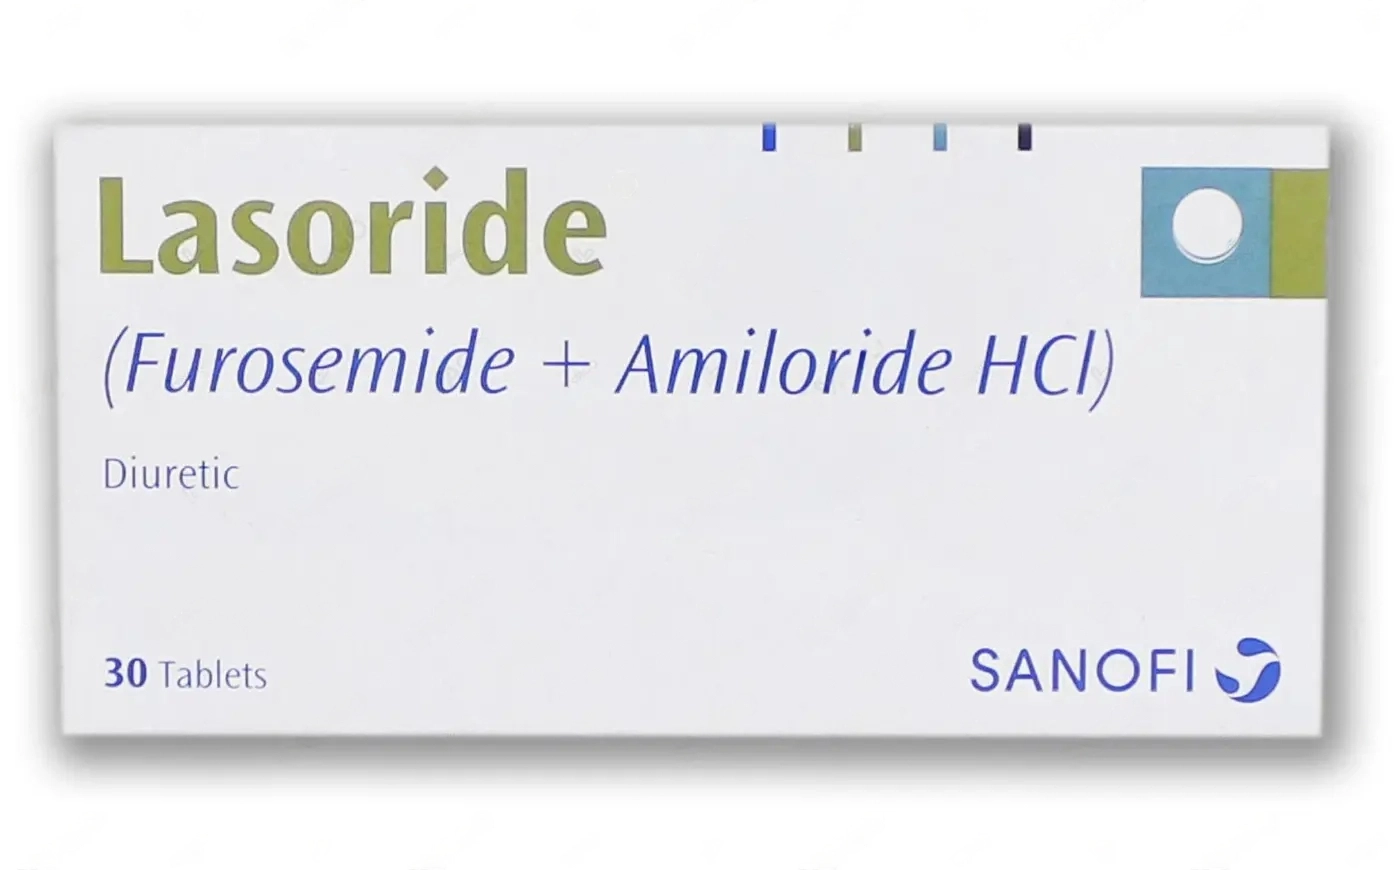 Lasoride
(Furosemide + Amiloride HCl)
Diuretic
30 Tablets
SANOFI